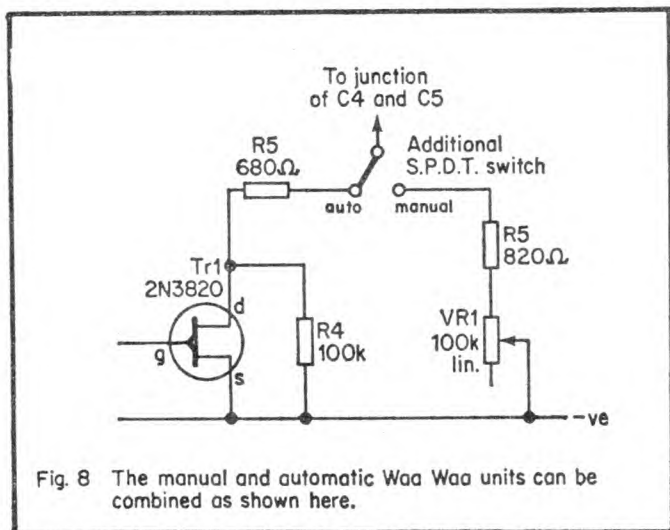 To junction
of C4 and C5
R5
680Ω
Additional
S.P.D.T. switch
auto
manual
R5
820Ω
Tr1
2N3820
d
g
s
R4
100k
VR1
100k
lin.
-ve
Fig. 8 The manual and automatic Waa Waa units can be
combined as shown here.